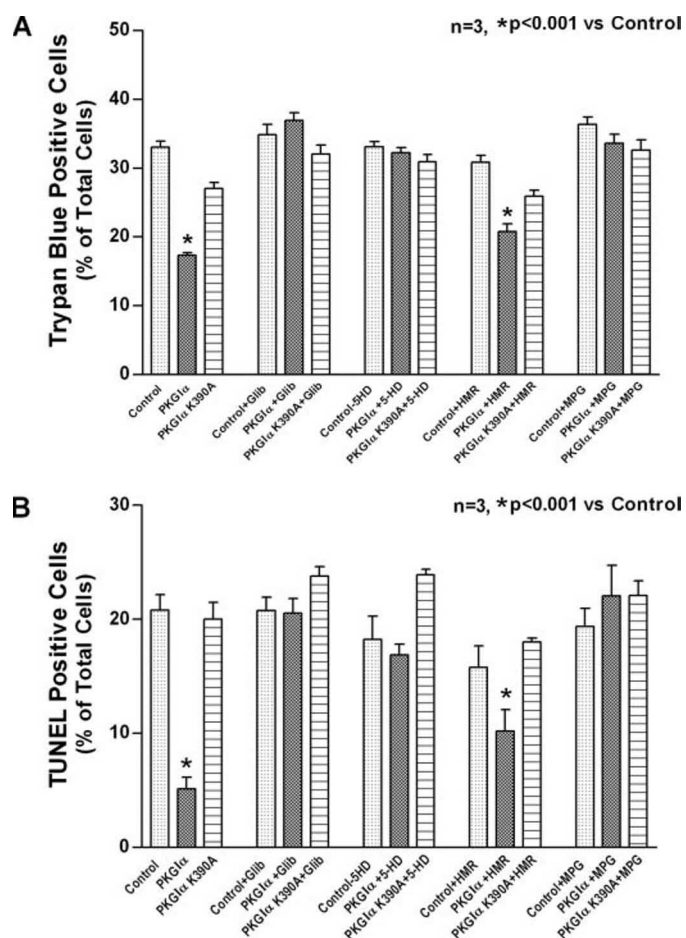 A
n=3, *p<0.001 vs Control
Trypan Blue Positive Cells
(% of Total Cells)
50
40
30
20
10
0
*
*
Control
PKGIα
PKGIα K390A
Control+Glib
PKGIα +Glib
PKGIα K390A+Glib
Control-5HD
PKGIα +5-HD
PKGIα K390A+5-HD
Control+HMR
PKGIα +HMR
PKGIα K390A+HMR
Control+MPG
PKGIα +MPG
PKGIα K390A+MPG
B
n=3, *p<0.001 vs Control
TUNEL Positive Cells
(% of Total Cells)
30
20
10
0
*
*
Control
PKGIα
PKGIα K390A
Control+Glib
PKGIα +Glib
PKGIα K390A+Glib
Control-5HD
PKGIα +5-HD
PKGIα K390A+5-HD
Control+HMR
PKGIα +HMR
PKGIα K390A+HMR
Control+MPG
PKGIα +MPG
PKGIα K390A+MPG